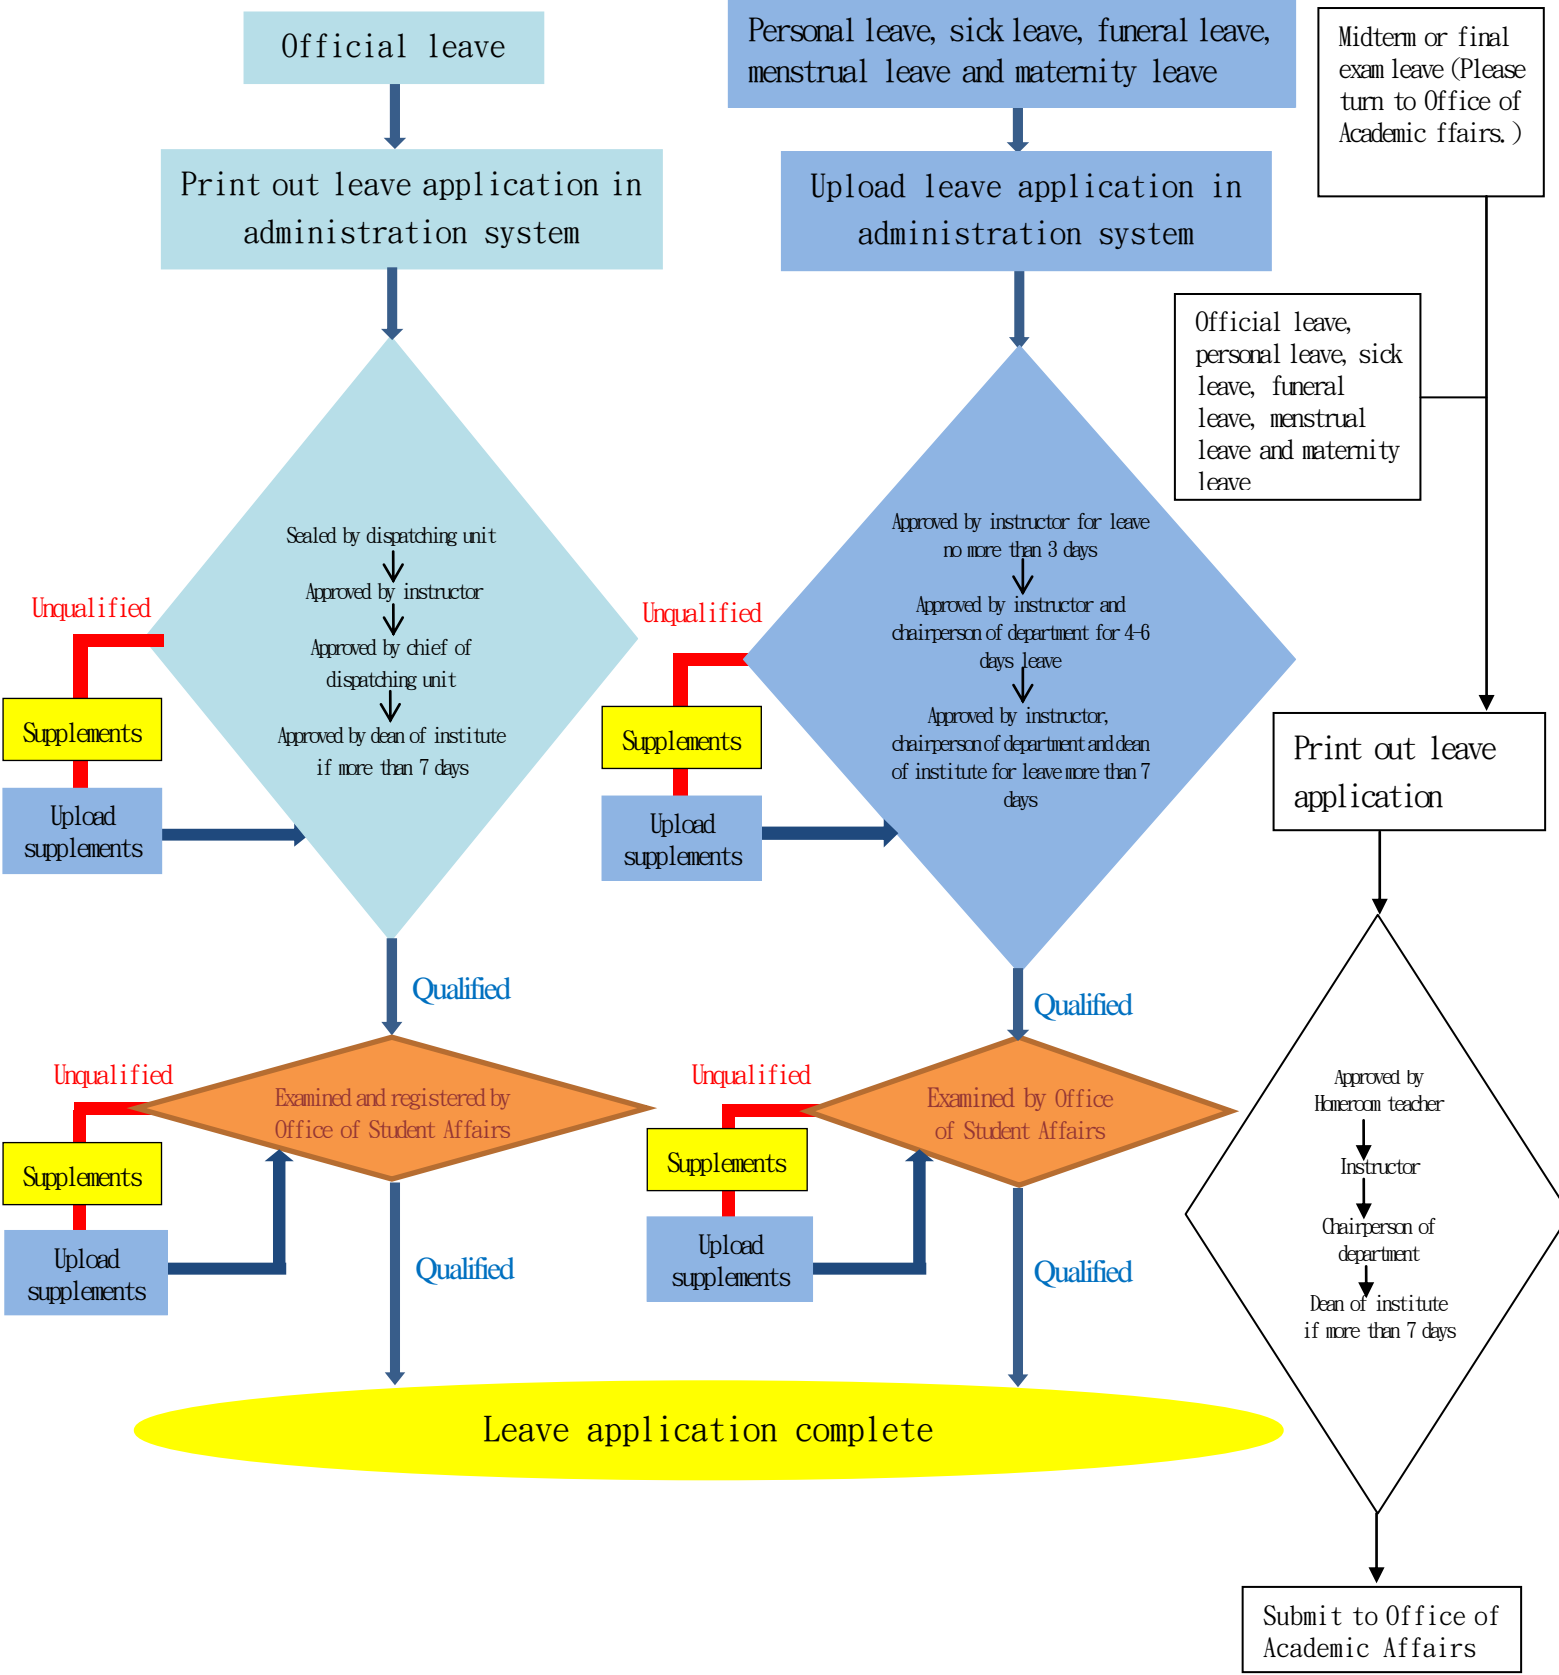 Official leave
Print out leave application in
administration system
Sealed by dispatching unit
Approved by instructor
Approved by chief of
dispatching unit
Approved by dean of institute
if more than 7 days
Unqualified
Supplements
Upload
supplements
Qualified
Examined and registered by
Office of Student Affairs
Unqualified
Supplements
Upload
supplements
Qualified
Personal leave, sick leave, funeral leave,
menstrual leave and maternity leave
Upload leave application in
administration system
Approved by instructor for leave
no more than 3 days
Approved by instructor and
chairperson of department for 4-6
days leave
Approved by instructor,
chairperson of department and dean
of institute for leave more than 7
days
Unqualified
Supplements
Upload
supplements
Qualified
Examined by Office
of Student Affairs
Unqualified
Supplements
Upload
supplements
Qualified
Leave application complete
Midterm or final
exam leave (Please
turn to Office of
Academic ffairs.)
Official leave,
personal leave, sick
leave, funeral
leave, menstrual
leave and maternity
leave
Print out leave
application
Approved by
Homeroom teacher
Instructor
Chairperson of
department
Dean of institute
if more than 7 days
Submit to Office of
Academic Affairs